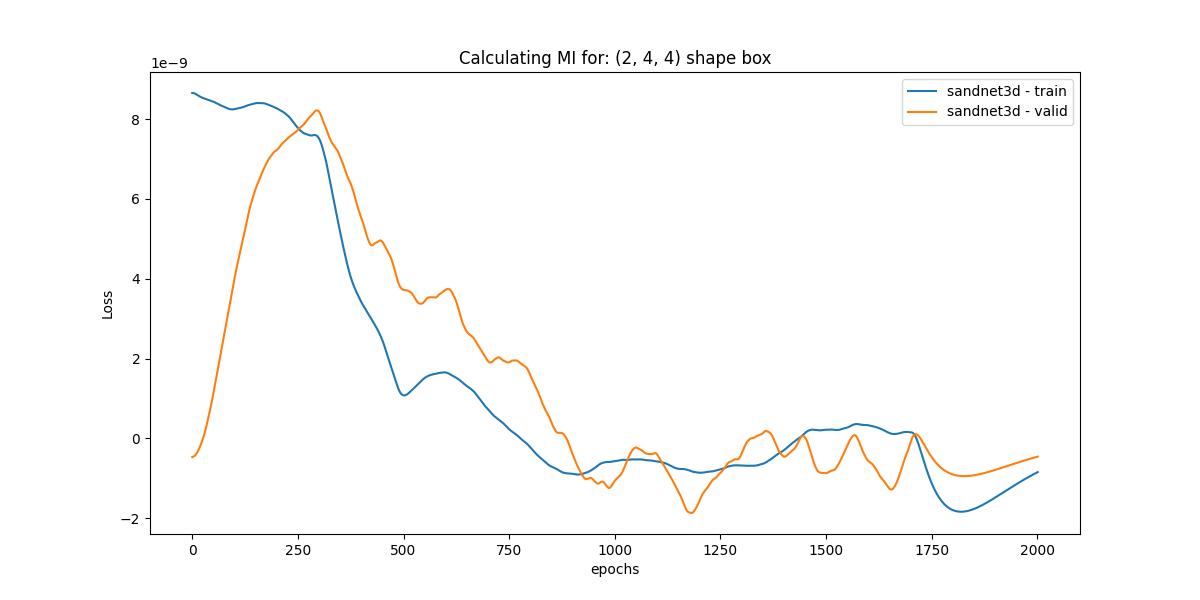 Calculating MI for: (2, 4, 4) shape box
1e−9
sandnet3d - train
sandnet3d - valid
8
6
4
2
0
−2
Loss
0 250 500 750 1000 1250 1500 1750 2000
epochs